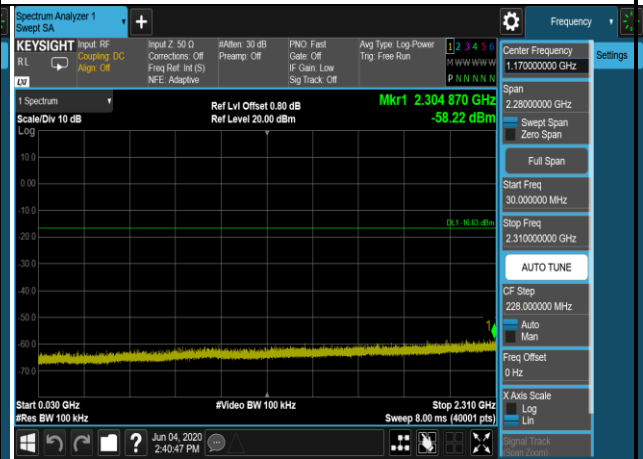 Spectrum Analyzer 1
Swept SA
Frequency
KEYSIGHT
RL
LXI
Input: RF
Coupling: DC
Align: Off
Input Z: 50 Ω
Corrections: Off
Freq Ref: Int (S)
NFE: Adaptive
#Atten: 30 dB
Preamp: Off
PNO: Fast
Gate: Off
IF Gain: Low
Sig Track: Off
Avg Type: Log-Power
Trig: Free Run
1 2 3 4 5 6
M W W W W W
P N N N N N
1 Spectrum
Scale/Div 10 dB
Log
Ref Lvl Offset 0.80 dB
Ref Level 20.00 dBm
Mkr1 2.304 870 GHz
-58.22 dBm
10.0
0.00
-10.0
-20.0
-30.0
-40.0
-50.0
-60.0
-70.0
DL1 -16.63 dBm
1
Start 0.030 GHz
#Res BW 100 kHz
#Video BW 100 kHz
Stop 2.310 GHz
Sweep 8.00 ms (40001 pts)
Jun 04, 2020
2:40:47 PM
Center Frequency
1.170000000 GHz
Settings
Span
2.28000000 GHz
Swept Span
Zero Span
Full Span
Start Freq
30.000000 MHz
Stop Freq
2.310000000 GHz
AUTO TUNE
CF Step
228.000000 MHz
Auto
Man
Freq Offset
0 Hz
X Axis Scale
Log
Lin
Signal Track
(Span Zoom)